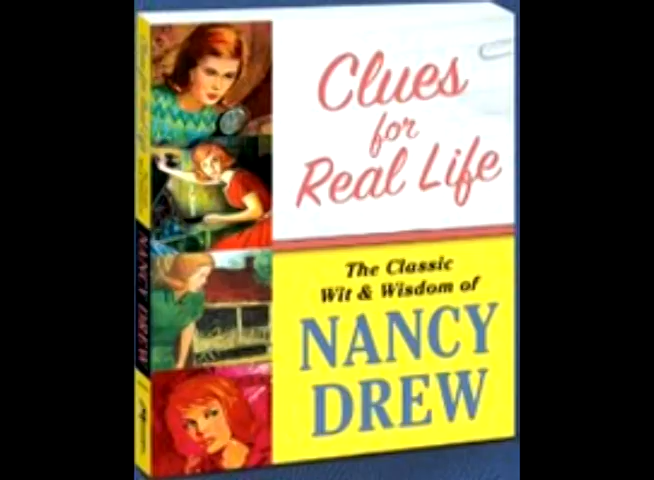 Clues
for
Real Life
The Classic
Wit & Wisdom of
NANCY
DREW
NANCY DREW